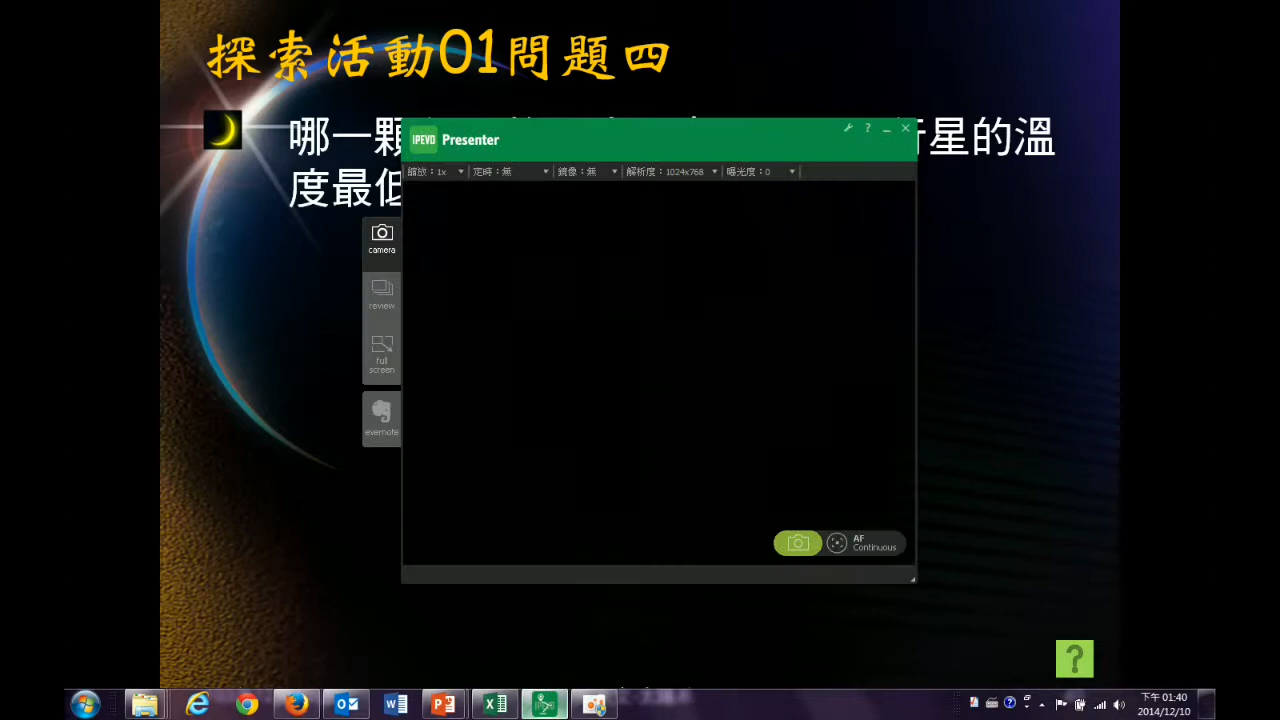 探索活動01問題四
哪一顆
行星的溫
度最低
IPEVO Presenter
縮放：1x
定時：無
鏡像：無
解析度：1024x768
曝光度：0
camera
review
full
screen
evernote
AF
Continuous
下午 01:40
2014/12/10